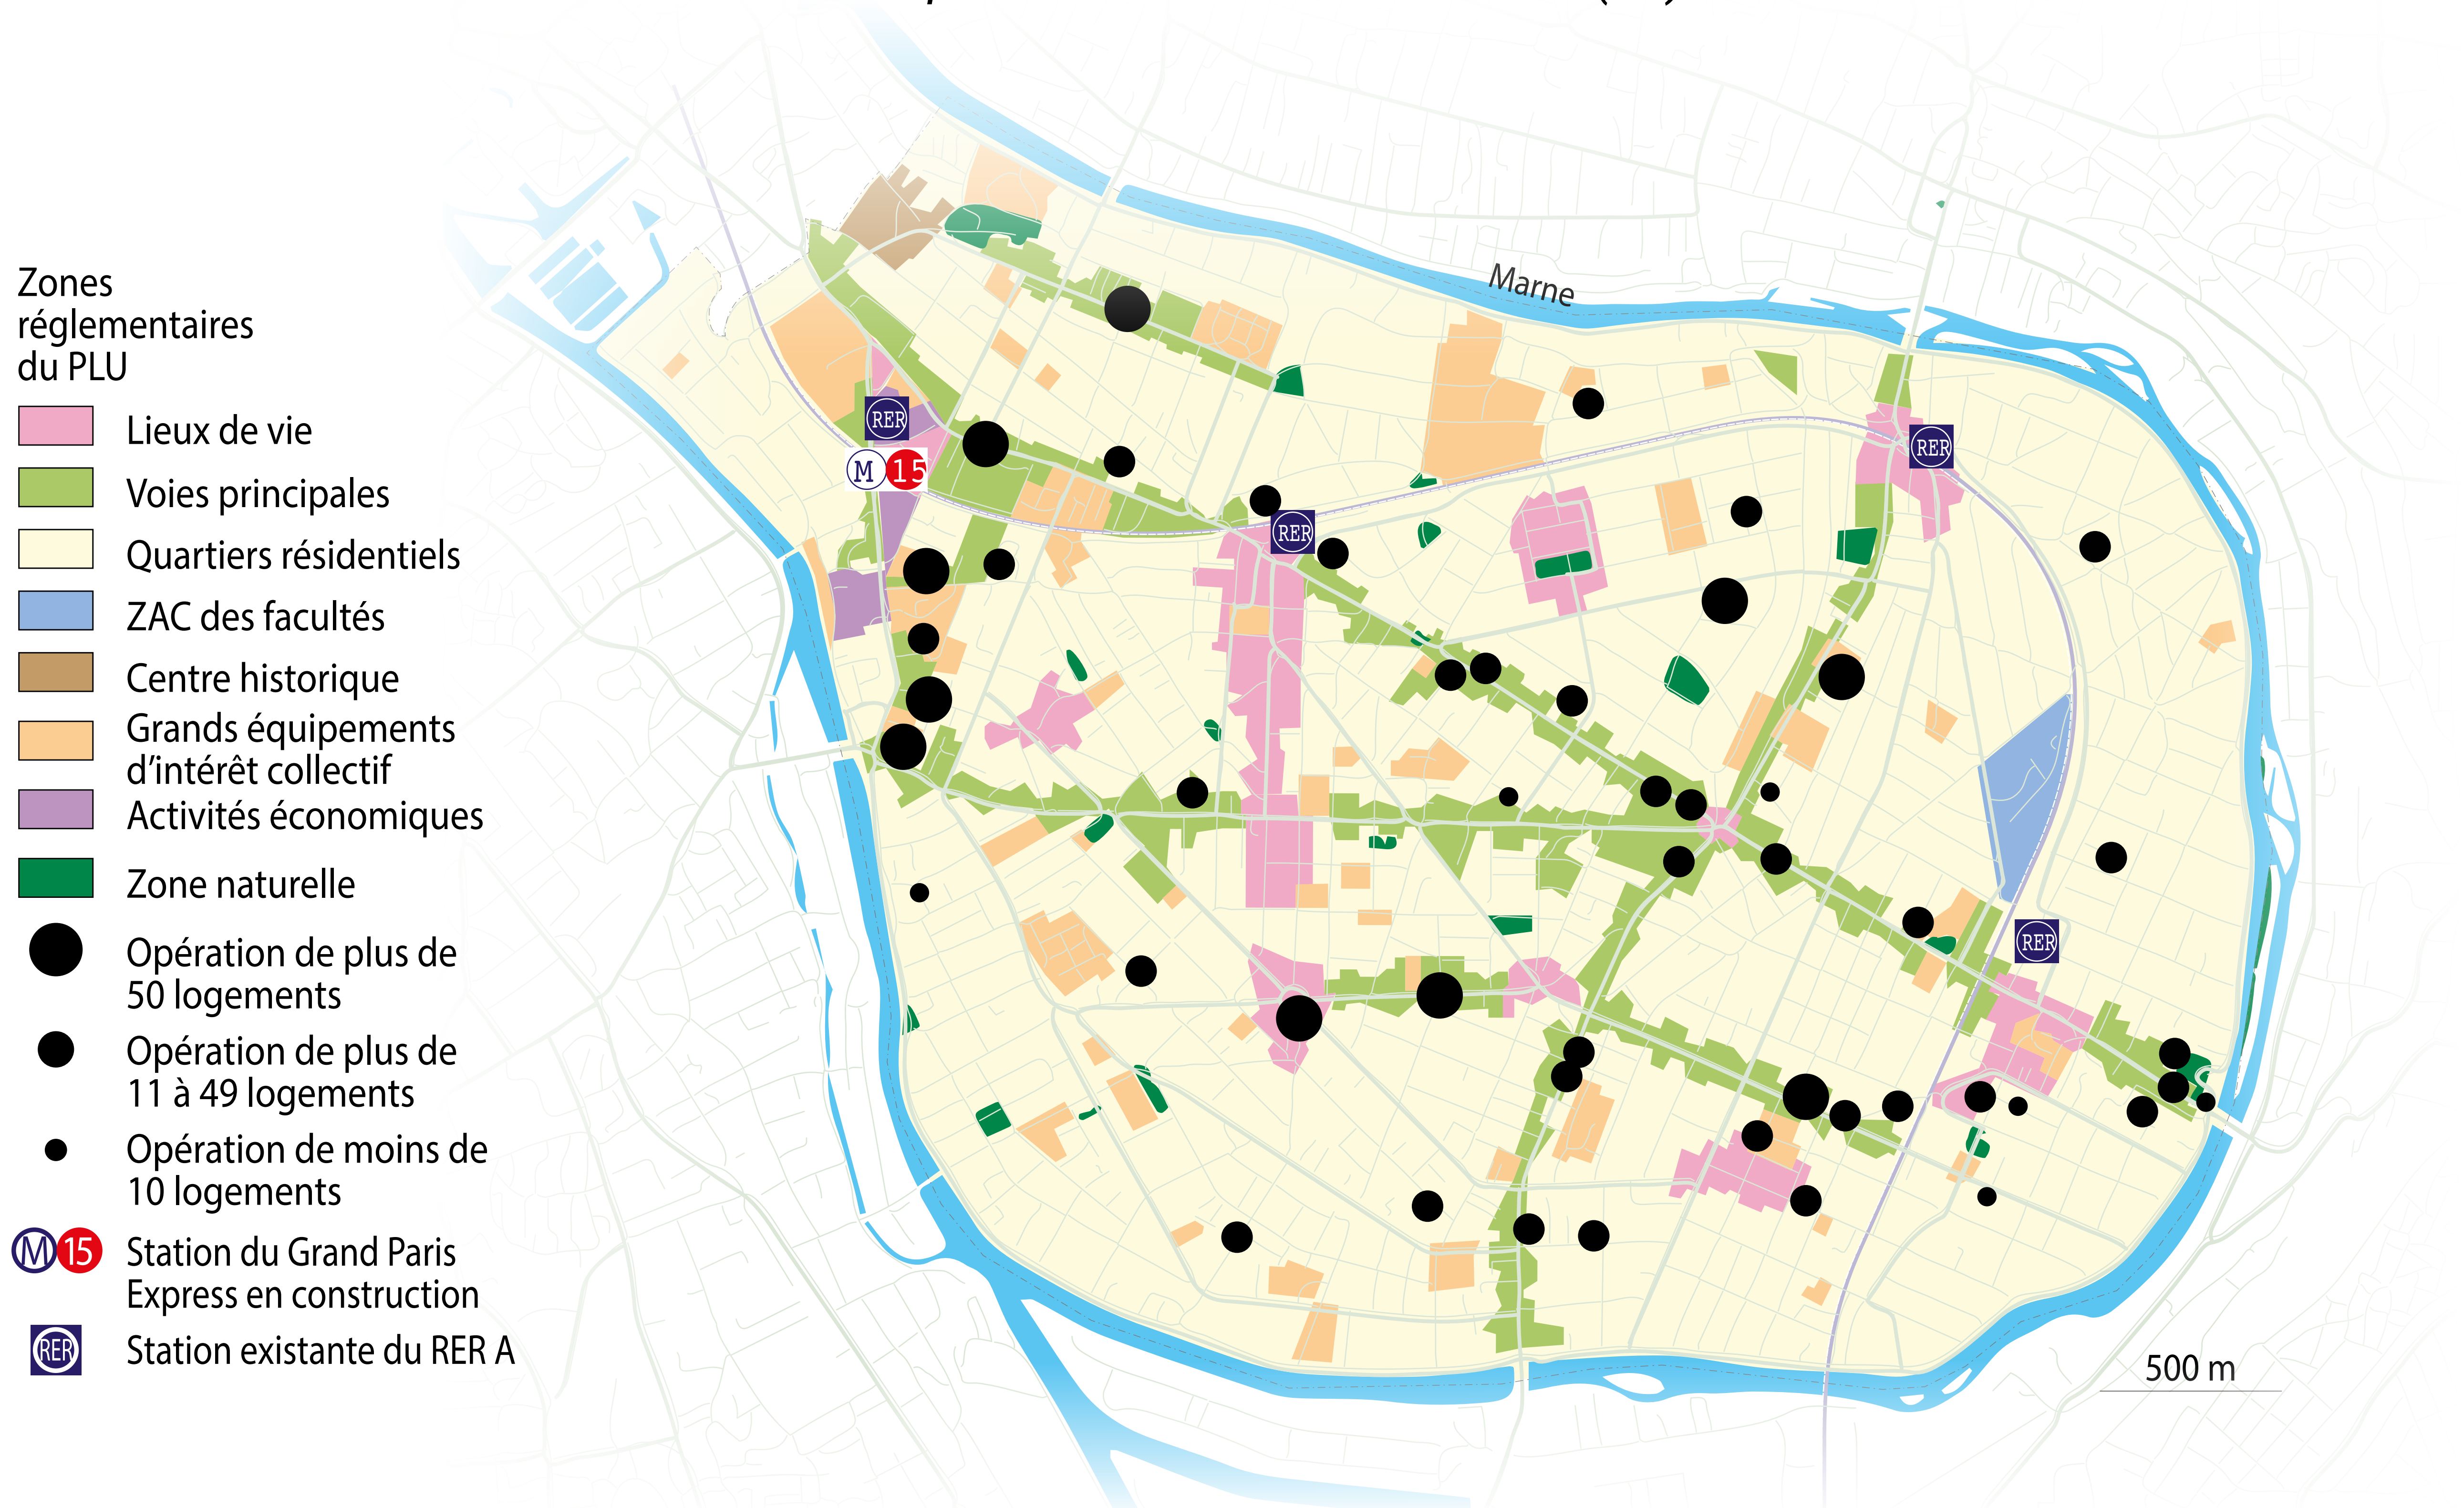 Zones
réglementaires
du PLU
Lieux de vie
Voies principales
Quartiers résidentiels
ZAC des facultés
Centre historique
Grands équipements
d'intérêt collectif
Activités économiques
Zone naturelle
Opération de plus de
50 logements
Opération de plus de
11 à 49 logements
Opération de moins de
10 logements
M 15
Station du Grand Paris
Express en construction
RER
Station existante du RER A
Marne
RER
M 15
RER
RER
RER
500 m